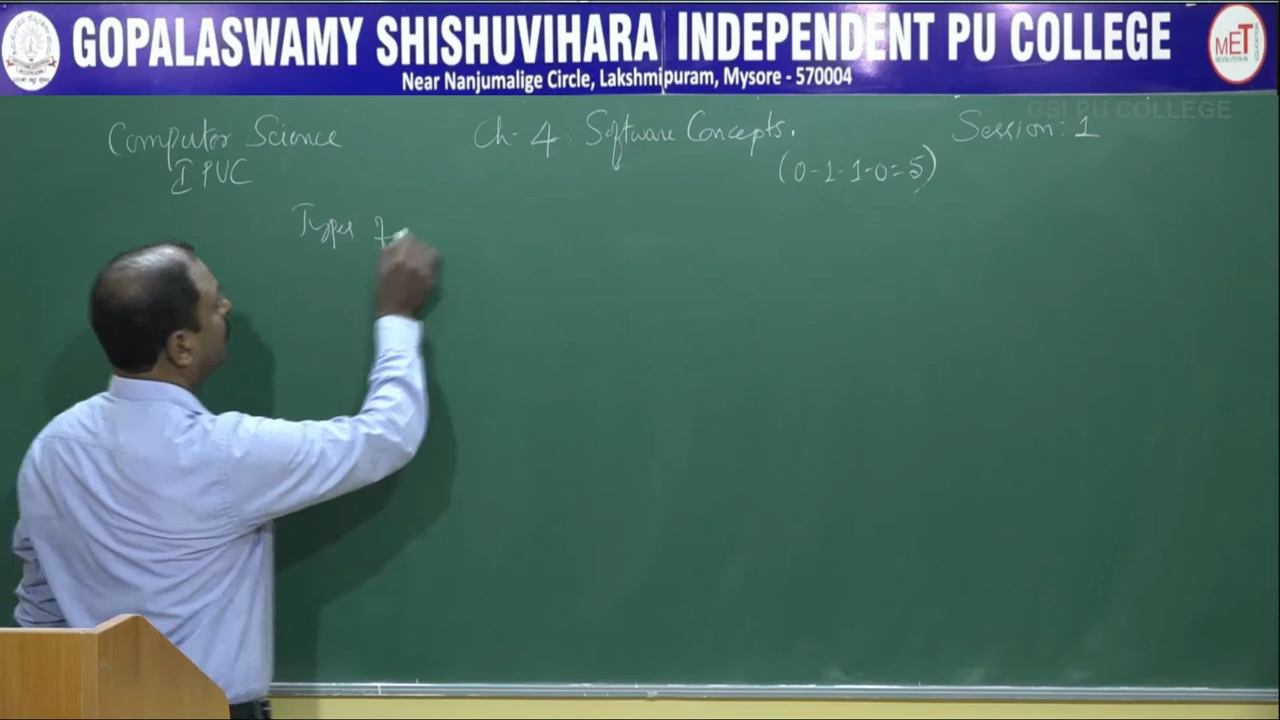 GOPALASWAMY SHISHUVIHARA INDEPENDENT PU COLLEGE
Near Nanjumalige Circle, Lakshmipuram, Mysore - 570004
MET
GSI PU COLLEGE
Computer Science
I PUC
Ch- 4: Software Concepts.
(0-1-1-0=5)
Session: 1
Types